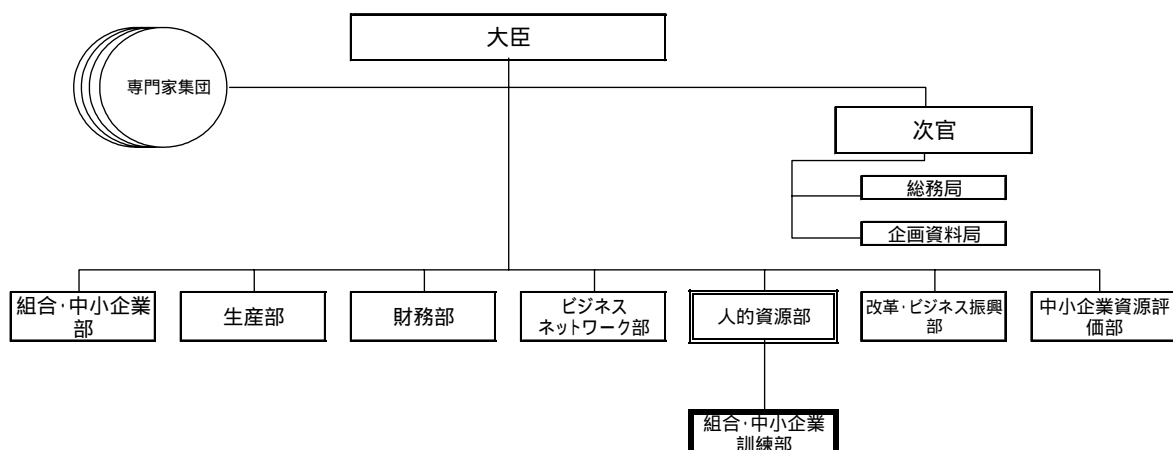 大臣
専門家集団
次官
総務局
企画資料局
組合・中小企業
部
生産部
財務部
ビジネス
ネットワーク部
人的資源部
改革・ビジネス振興
部
中小企業資源評
価部
組合・中小企業
訓練部